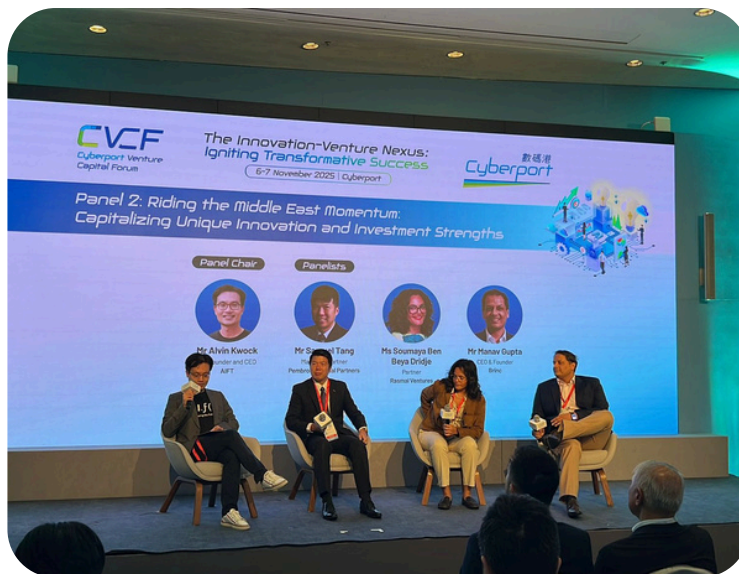 CVCF
Cyberport Venture
Capital Forum
The Innovation-Venture Nexus:
Igniting Transformative Success
6-7 November 2025 | Cyberport
數碼港
Cyberport
Panel 2: Riding the Middle East Momentum:
Capitalizing Unique Innovation and Investment Strengths
Panel Chair
Panelists
Mr Alvin Kwock
and CEO
AIFT
Mr Tang
Partner
Partners
Ms Soumaya Ben
Beya Dridje
Partner
Rasmal Ventures
Mr Manav Gupta
CEO & Founder
Brinc